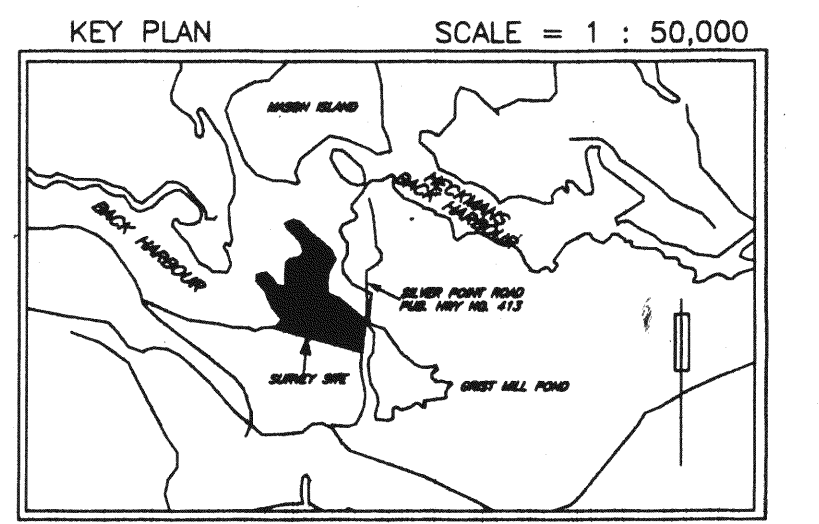 KEY PLAN
SCALE = 1 : 50,000
MASON ISLAND
HECKMANS
BACK HARBOUR
BACK HARBOUR
SILVER POINT ROAD
PUB. HWY NO. 413
SURVEY SITE
GRIST MILL POND